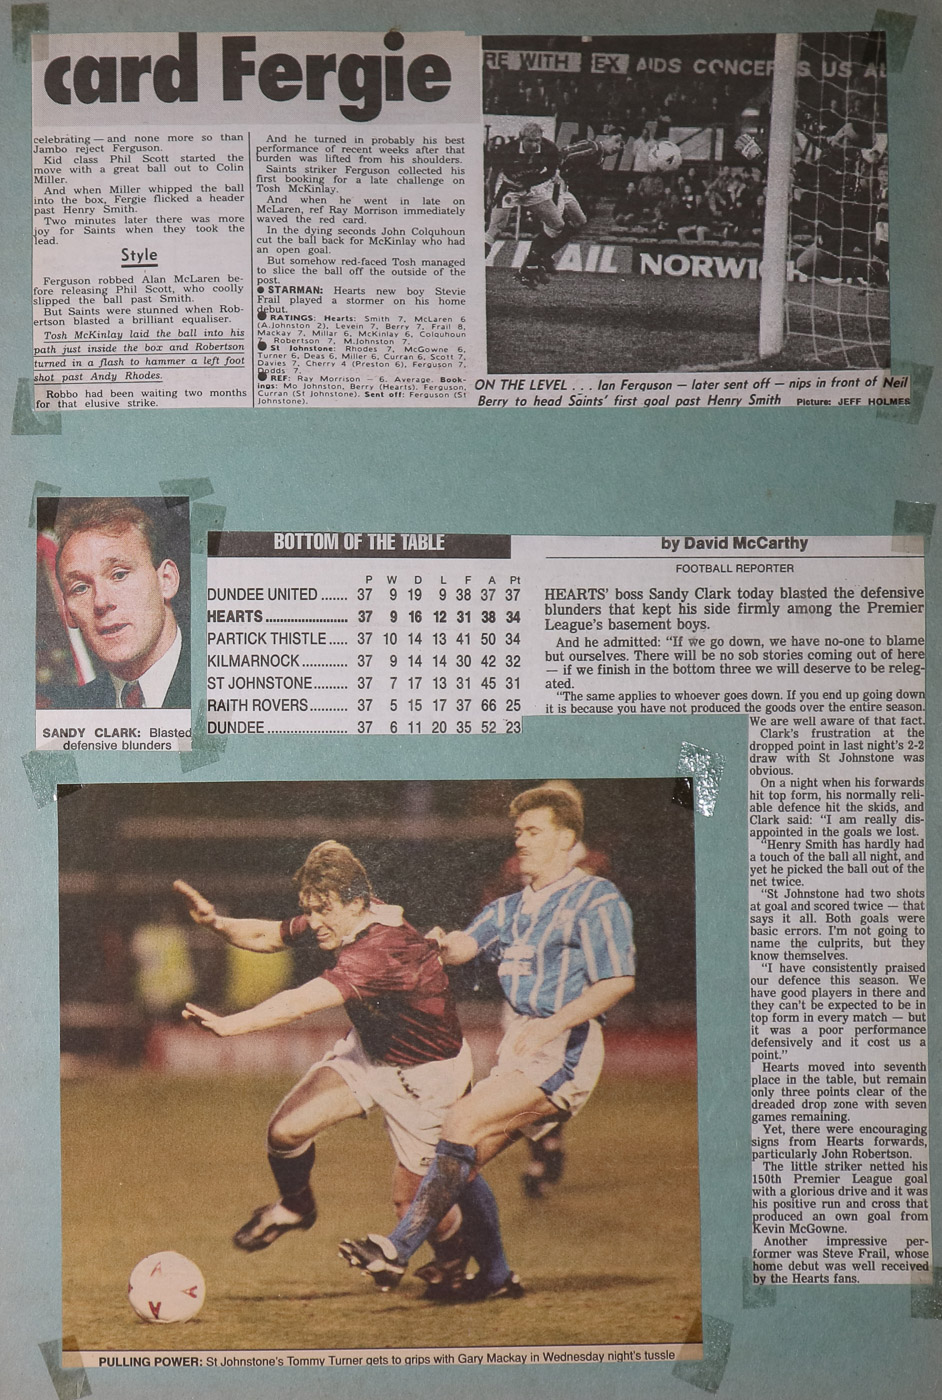 card Fergie
celebrating — and none more so than
Jambo reject Ferguson.
Kid class Phil Scott started the
move with a great ball out to Colin
Miller.
And when Miller whipped the ball
into the box, Fergie flicked a header
past Henry Smith.
Two minutes later there was more
joy for Saints when they took the
lead.
Style
Ferguson robbed Alan McLaren be-
fore releasing Phil Scott, who coolly
slipped the ball past Smith.
But Saints were stunned when Rob-
ertson blasted a brilliant equaliser.
Tosh McKinlay laid the ball into his
path just inside the box and Robertson
turned in a flash to hammer a left foot
shot past Andy Rhodes.
Robbo had been waiting two months
for that elusive strike.
And he turned in probably his best
performance of recent weeks after that
burden was lifted from his shoulders.
Saints striker Ferguson collected his
first booking for a late challenge on
Tosh McKinlay.
And when he went in late on
McLaren, ref Ray Morrison immediately
waved the red card.
In the dying seconds John Colquhoun
cut the ball back for McKinlay who had
an open goal.
But somehow red-faced Tosh managed
to slice the ball off the outside of the
post.
● STARMAN: Hearts new boy Stevie
Frail played a stormer on his home
debut.
● RATINGS: Hearts: Smith 7, McLaren 6
(A.Johnston 2), Levein 7, Berry 7, Frail 8,
Mackay 7, Millar 6, McKinlay 6, Colquhoun
7, Robertson 7, M.Johnston 7.
● St Johnstone: Rhodes 7, McGowne 6,
Turner 6, Deas 6, Miller 6, Curran 6, Scott 7,
Davies 7, Cherry 4 (Preston 6), Ferguson 7,
Dodds 7.
● REF: Ray Morrison — 6. Average. Book-
ings: Mo Johnston, Berry (Hearts). Ferguson,
Curran (St Johnstone). Sent off: Ferguson (St
Johnstone).
RE WITH EX AIDS CONCERNS US AL
MAIL NORWICH
ON THE LEVEL . . . Ian Ferguson — later sent off — nips in front of Neil
Berry to head Saints' first goal past Henry Smith Picture: JEFF HOLMES
SANDY CLARK: Blasted
defensive blunders
BOTTOM OF THE TABLE
P W D L F A Pt
DUNDEE UNITED ....... 37 9 19 9 38 37 37
HEARTS ..................... 37 9 16 12 31 38 34
PARTICK THISTLE ..... 37 10 14 13 41 50 34
KILMARNOCK ............ 37 9 14 14 30 42 32
ST JOHNSTONE ......... 37 7 17 13 31 45 31
RAITH ROVERS .......... 37 5 15 17 37 66 25
DUNDEE ..................... 37 6 11 20 35 52 23
by David McCarthy
FOOTBALL REPORTER
HEARTS' boss Sandy Clark today blasted the defensive
blunders that kept his side firmly among the Premier
League's basement boys.
And he admitted: "If we go down, we have no-one to blame
but ourselves. There will be no sob stories coming out of here
— if we finish in the bottom three we will deserve to be releg-
ated.
"The same applies to whoever goes down. If you end up going down
it is because you have not produced the goods over the entire season.
We are well aware of that fact.
Clark's frustration at the
dropped point in last night's 2-2
draw with St Johnstone was
obvious.
On a night when his forwards
hit top form, his normally reli-
able defence hit the skids, and
Clark said: "I am really dis-
appointed in the goals we lost.
"Henry Smith has hardly had
a touch of the ball all night, and
yet he picked the ball out of the
net twice.
"St Johnstone had two shots
at goal and scored twice — that
says it all. Both goals were
basic errors. I'm not going to
name the culprits, but they
know themselves.
"I have consistently praised
our defence this season. We
have good players in there and
they can't be expected to be in
top form in every match — but
it was a poor performance
defensively and it cost us a
point."
Hearts moved into seventh
place in the table, but remain
only three points clear of the
dreaded drop zone with seven
games remaining.
Yet, there were encouraging
signs from Hearts forwards,
particularly John Robertson.
The little striker netted his
150th Premier League goal
with a glorious drive and it was
his positive run and cross that
produced an own goal from
Kevin McGowne.
Another impressive per-
former was Steve Frail, whose
home debut was well received
by the Hearts fans.
PULLING POWER: St Johnstone's Tommy Turner gets to grips with Gary Mackay in Wednesday night's tussle